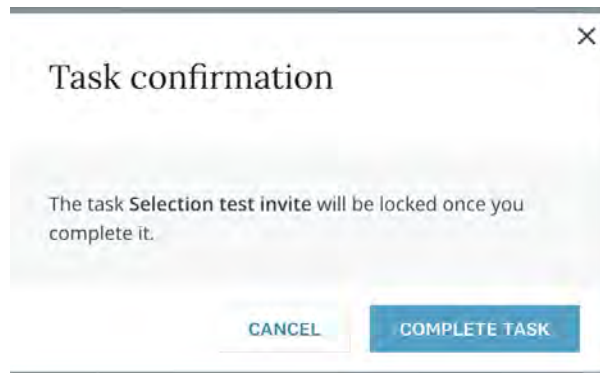 Task confirmation
The task Selection test invite will be locked once you
complete it.
CANCEL COMPLETE TASK